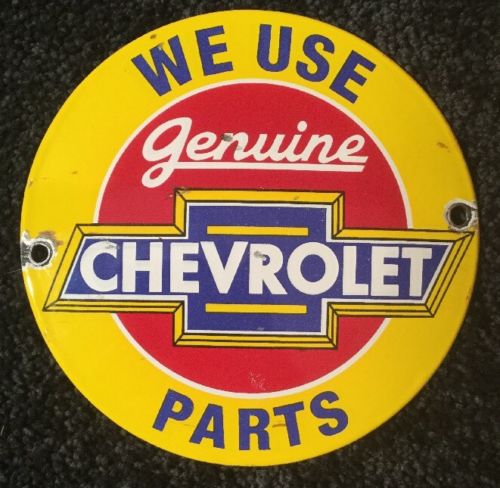 WE USE
Genuine
CHEVROLET
PARTS